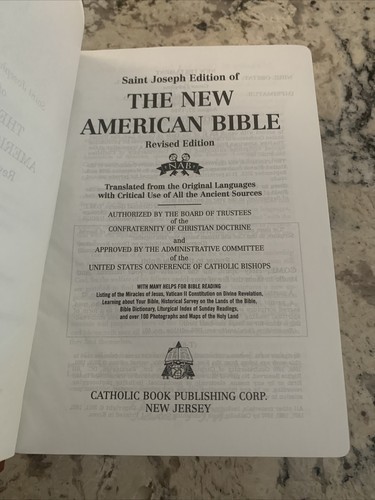 Saint Joseph Edition of
THE NEW
AMERICAN BIBLE
Revised Edition
NAB
Translated from the Original Languages
with Critical Use of All the Ancient Sources
AUTHORIZED BY THE BOARD OF TRUSTEES
of the
CONFRATERNITY OF CHRISTIAN DOCTRINE
and
APPROVED BY THE ADMINISTRATIVE COMMITTEE
of the
UNITED STATES CONFERENCE OF CATHOLIC BISHOPS
WITH MANY HELPS FOR BIBLE READING
Listing of the Miracles of Jesus, Vatican II Constitution on Divine Revelation,
Learning about Your Bible, Historical Survey on the Lands of the Bible,
Bible Dictionary, Liturgical Index of Sunday Readings,
and over 100 Photographs and Maps of the Holy Land
CATHOLIC BOOK PUBLISHING CORP.
NEW JERSEY